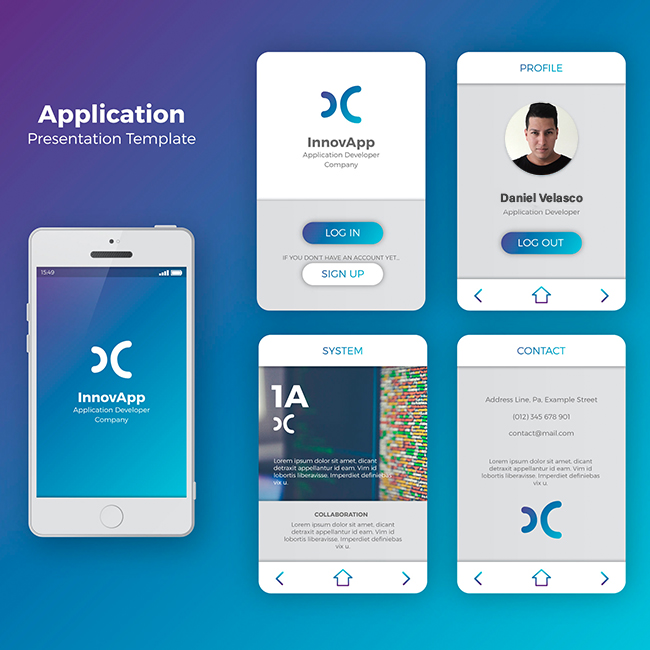 Application
Presentation Template
15:49
InnovApp
Application Developer
Company
InnovApp
Application Developer
Company
LOG IN
IF YOU DON'T HAVE AN ACCOUNT YET...
SIGN UP
PROFILE
Daniel Velasco
Application Developer
LOG OUT
SYSTEM
1A
Lorem ipsum dolor sit amet, dicant
detraxit appellantur id eam. Vim id
lobortis maiorum. Imperdiet definiebas
vix u.
COLLABORATION
Lorem ipsum dolor sit amet, dicant
detraxit appellantur id eam. Vim id
lobortis maiorum. Imperdiet definiebas
vix u.
CONTACT
Address Line, Pa, Example Street
(012) 345 678 901
contact@mail.com
Lorem ipsum dolor sit amet, dicant
detraxit appellantur id eam. Vim id
lobortis maiorum. Imperdiet definiebas
vix u.